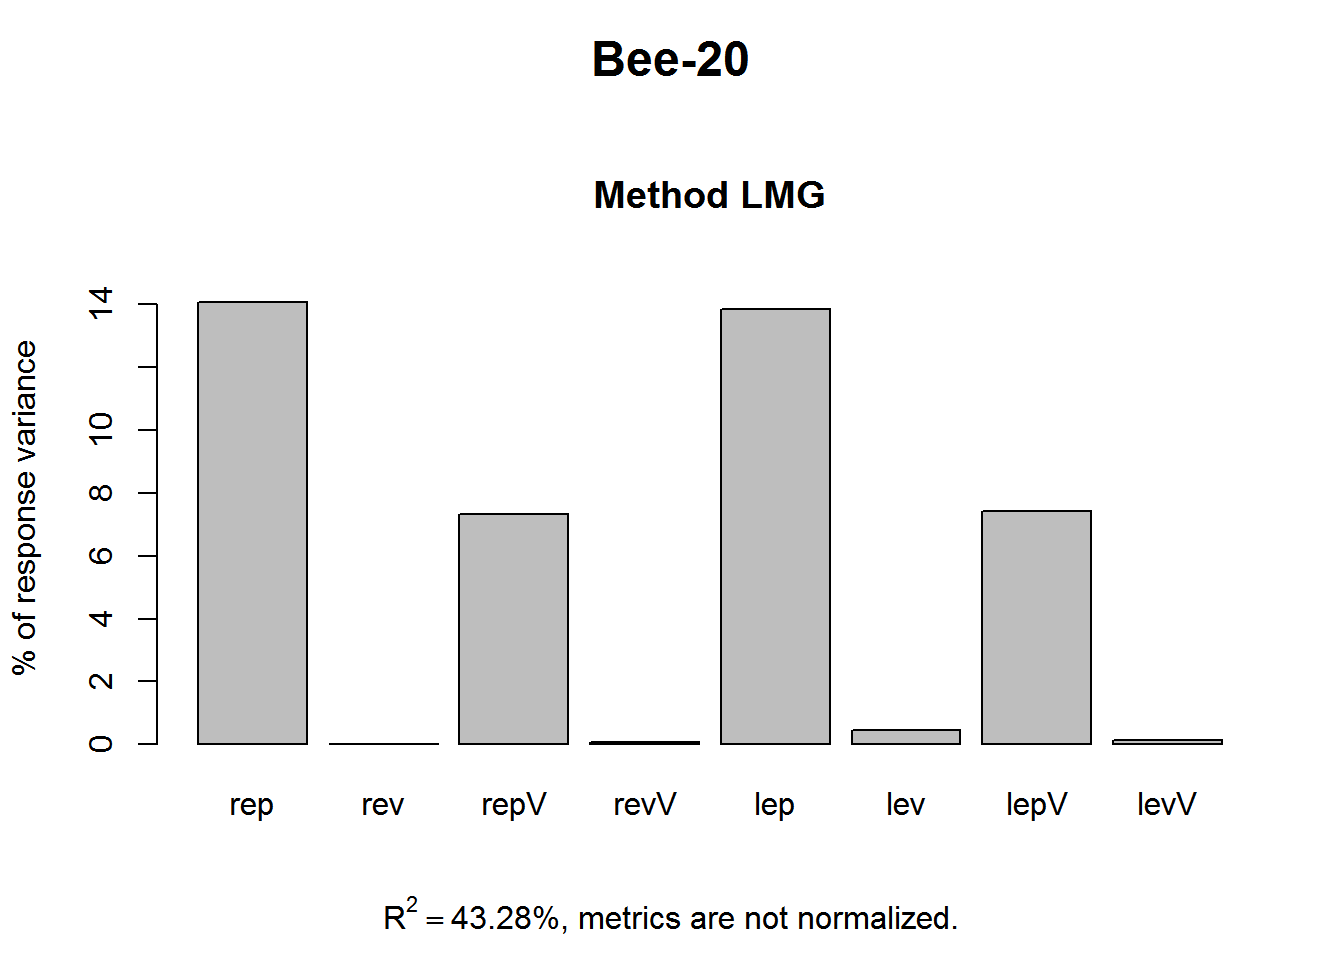 Bee-20
Method LMG
% of response variance
14
10
8
6
4
2
0
rep rev repV revV lep lev lepV levV
R² = 43.28%, metrics are not normalized.